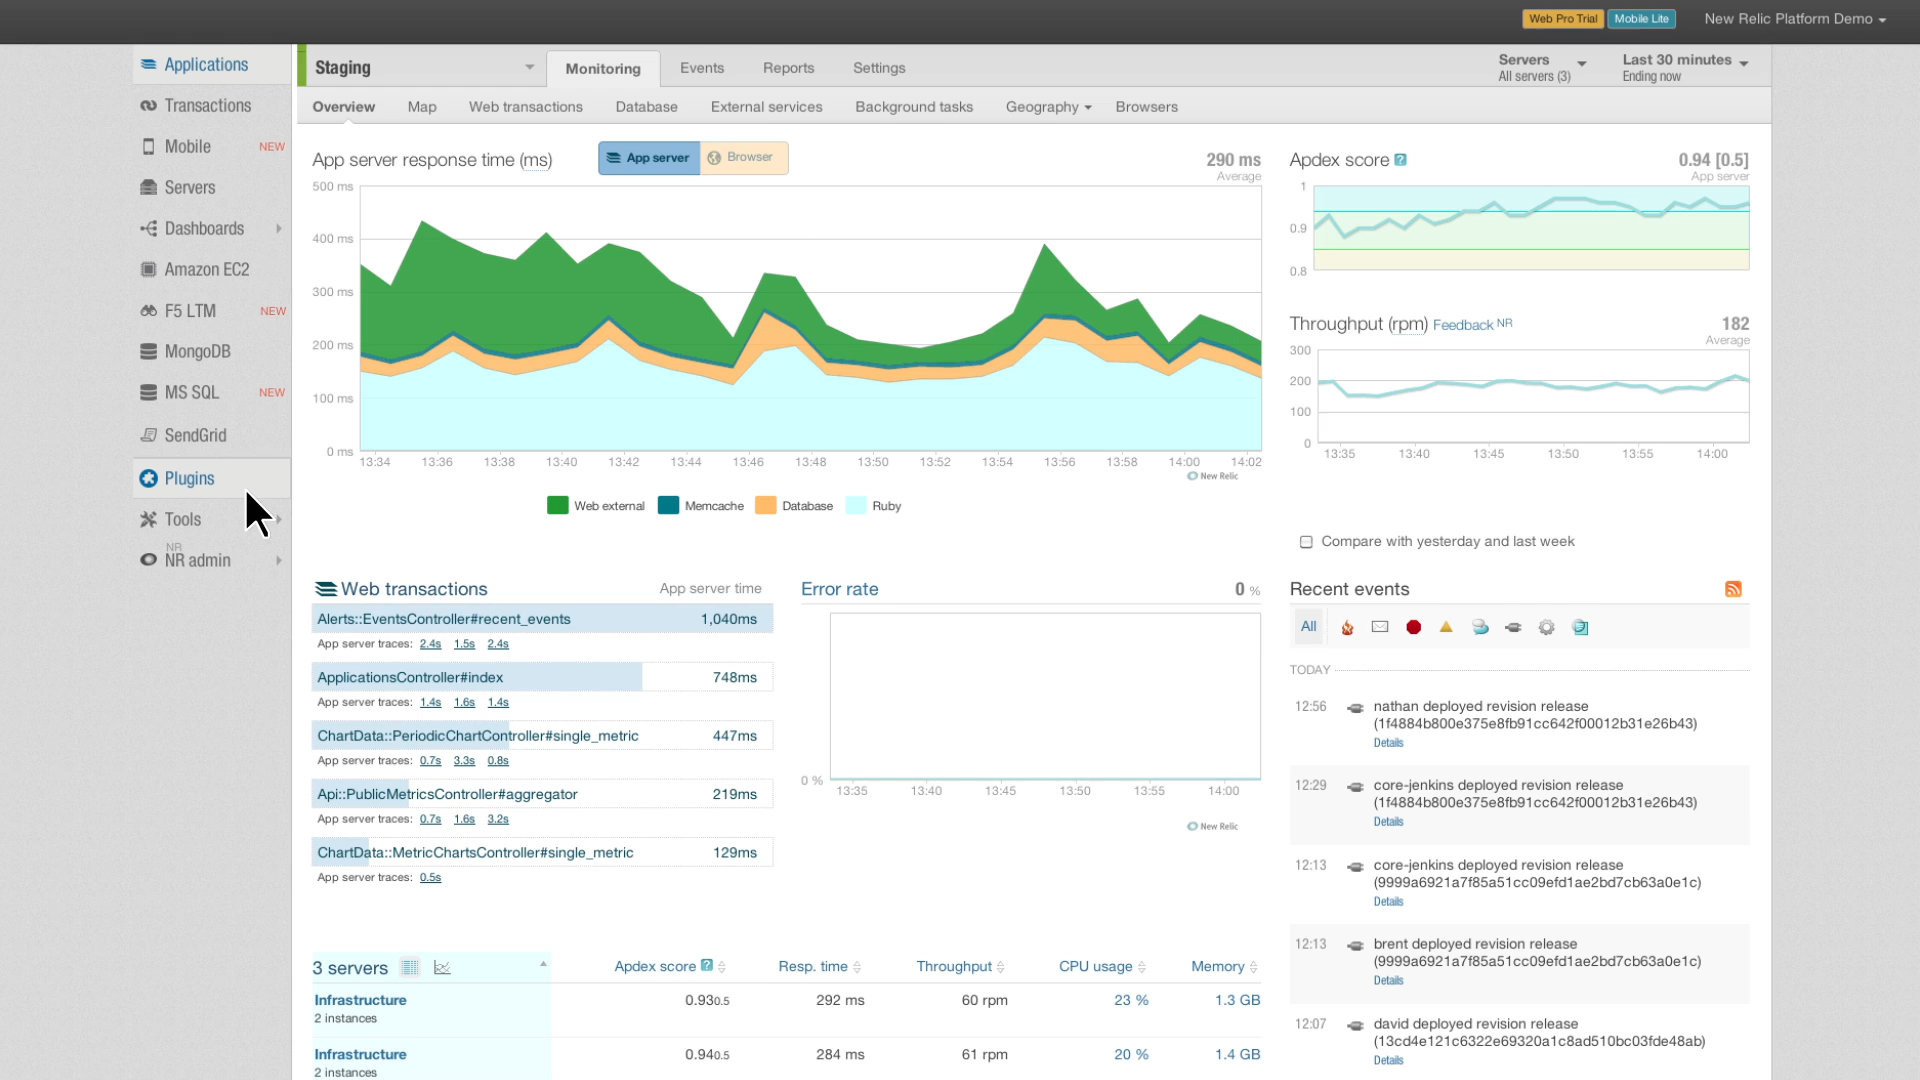 Web Pro Trial Mobile Lite New Relic Platform Demo
Applications
Transactions
Mobile NEW
Servers
Dashboards
Amazon EC2
F5 LTM NEW
MongoDB
MS SQL NEW
SendGrid
Plugins
Tools
NR
NR admin
Staging Monitoring Events Reports Settings
Servers
All servers (3)
Last 30 minutes
Ending now
Overview Map Web transactions Database External services Background tasks Geography Browsers
App server response time (ms) App server Browser
290 ms
Average
500 ms
400 ms
300 ms
200 ms
100 ms
0 ms
13:34 13:36 13:38 13:40 13:42 13:44 13:46 13:48 13:50 13:52 13:54 13:56 13:58 14:00 14:02
New Relic
Web external Memcache Database Ruby
Apdex score ?
0.94 [0.5]
App server
1
0.9
0.8
Throughput (rpm) Feedback NR
182
Average
300
200
100
0
13:35 13:40 13:45 13:50 13:55 14:00
Compare with yesterday and last week
Web transactions App server time
Alerts::EventsController#recent_events 1,040ms
App server traces: 2.4s 1.5s 2.4s
ApplicationsController#index 748ms
App server traces: 1.4s 1.6s 1.4s
ChartData::PeriodicChartController#single_metric 447ms
App server traces: 0.7s 3.3s 0.8s
Api::PublicMetricsController#aggregator 219ms
App server traces: 0.7s 1.6s 3.2s
ChartData::MetricChartsController#single_metric 129ms
App server traces: 0.5s
Error rate 0 %
0 %
13:35 13:40 13:45 13:50 13:55 14:00
New Relic
Recent events
All
TODAY
12:56 nathan deployed revision release
(1f4884b800e375e8fb91cc642f00012b31e26b43)
Details
12:29 core-jenkins deployed revision release
(1f4884b800e375e8fb91cc642f00012b31e26b43)
Details
12:13 core-jenkins deployed revision release
(9999a6921a7f85a51cc09efd1ae2bd7cb63a0e1c)
Details
12:13 brent deployed revision release
(9999a6921a7f85a51cc09efd1ae2bd7cb63a0e1c)
Details
12:07 david deployed revision release
(13cd4e121c6322e69320a1c8ad510bc03fde48ab)
Details
3 servers Apdex score ? Resp. time Throughput CPU usage Memory
Infrastructure 0.930.5 292 ms 60 rpm 23 % 1.3 GB
2 instances
Infrastructure 0.940.5 284 ms 61 rpm 20 % 1.4 GB
2 instances